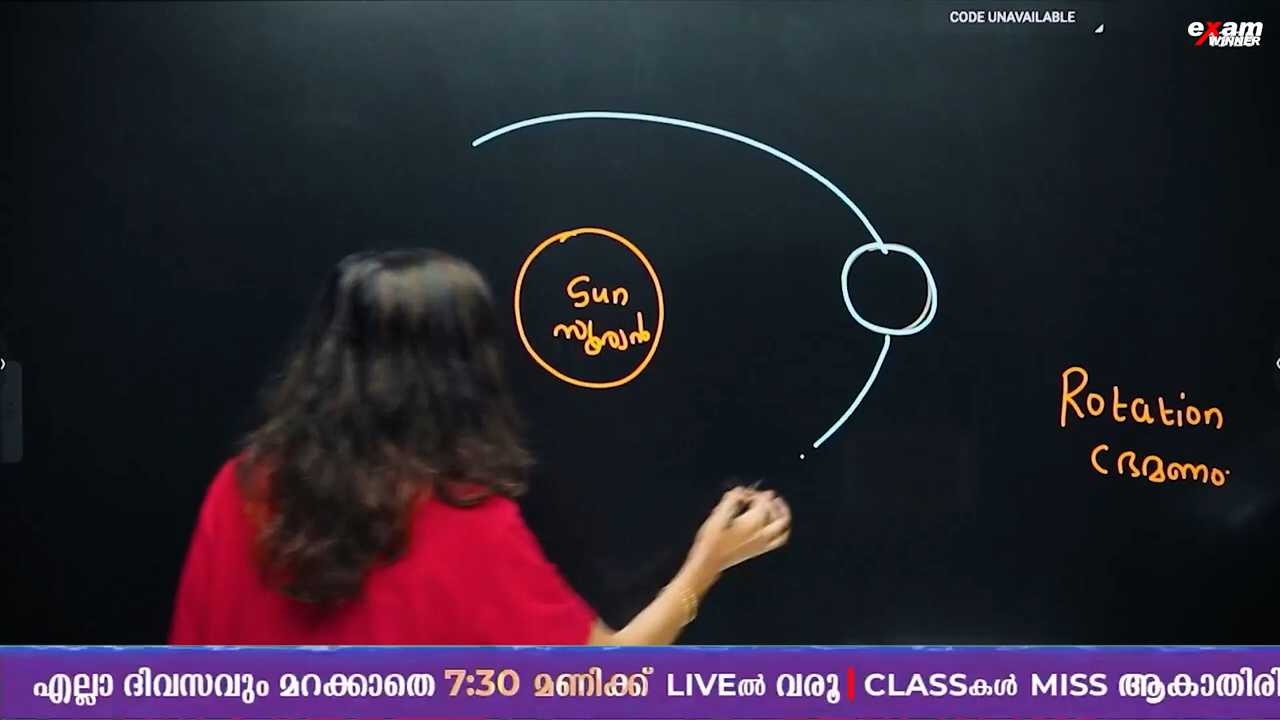 CODE UNAVAILABLE
exam
WINNER
Sun
സൂര്യൻ
Rotation
ഭ്രമണം
എല്ലാ ദിവസവും മറക്കാതെ 7:30 മണിക്ക് LIVEൽ വരൂ | CLASSകൾ MISS ആകാതിരി